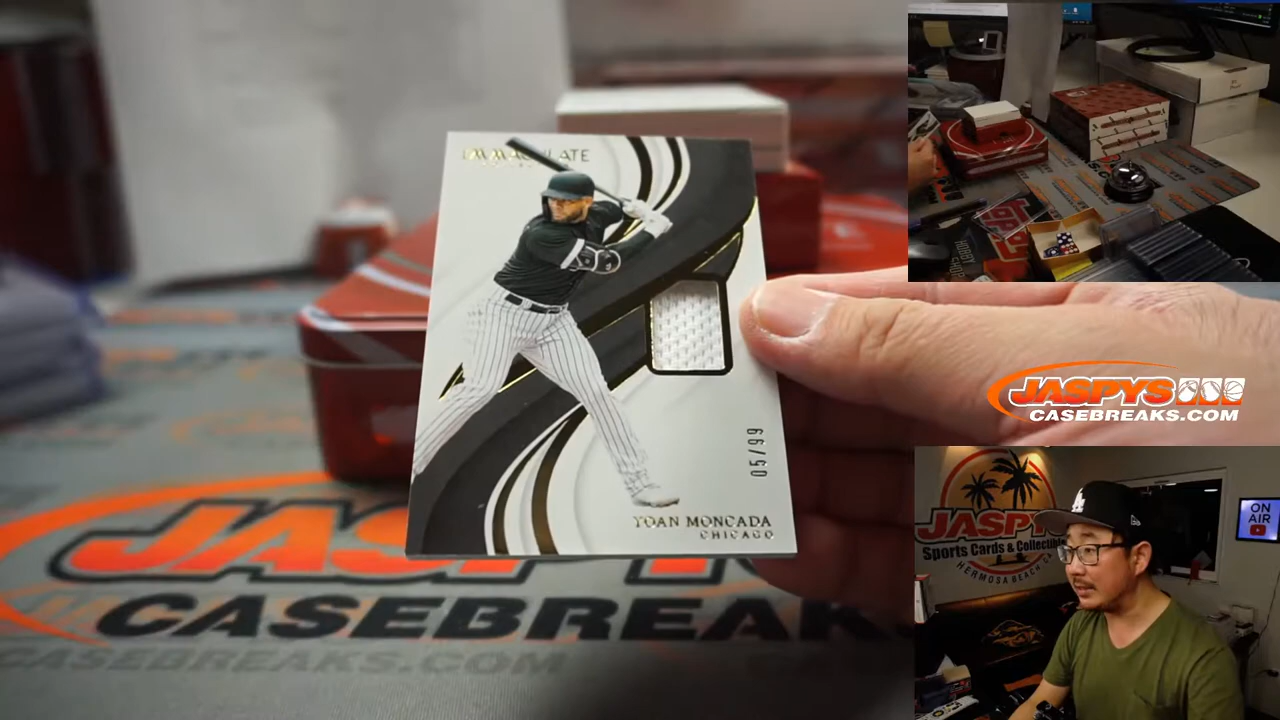 IMMACULATE
05/99
YOAN MONCADA
CHICAGO
CASEBREAKS
CASEBREAKS.COM
JASPYS
CASEBREAKS.COM
JASPYS
Sports Cards & Collectibles
HERMOSA BEACH
LA
ON
AIR